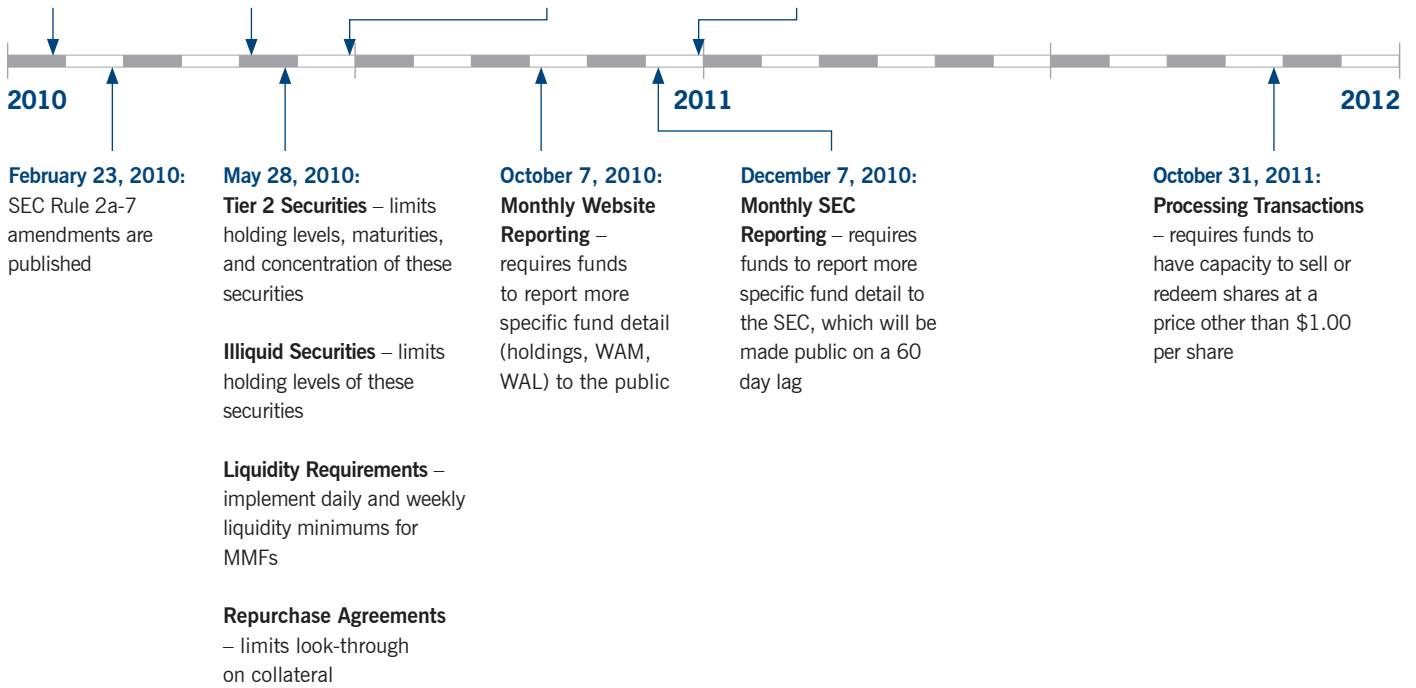 2010
2011
2012
February 23, 2010:
SEC Rule 2a-7
amendments are
published
May 28, 2010:
Tier 2 Securities – limits
holding levels, maturities,
and concentration of these
securities
Illiquid Securities – limits
holding levels of these
securities
Liquidity Requirements –
implement daily and weekly
liquidity minimums for
MMFs
Repurchase Agreements
– limits look-through
on collateral
October 7, 2010:
Monthly Website
Reporting –
requires funds
to report more
specific fund detail
(holdings, WAM,
WAL) to the public
December 7, 2010:
Monthly SEC
Reporting – requires
funds to report more
specific fund detail to
the SEC, which will be
made public on a 60
day lag
October 31, 2011:
Processing Transactions
– requires funds to
have capacity to sell or
redeem shares at a
price other than $1.00
per share